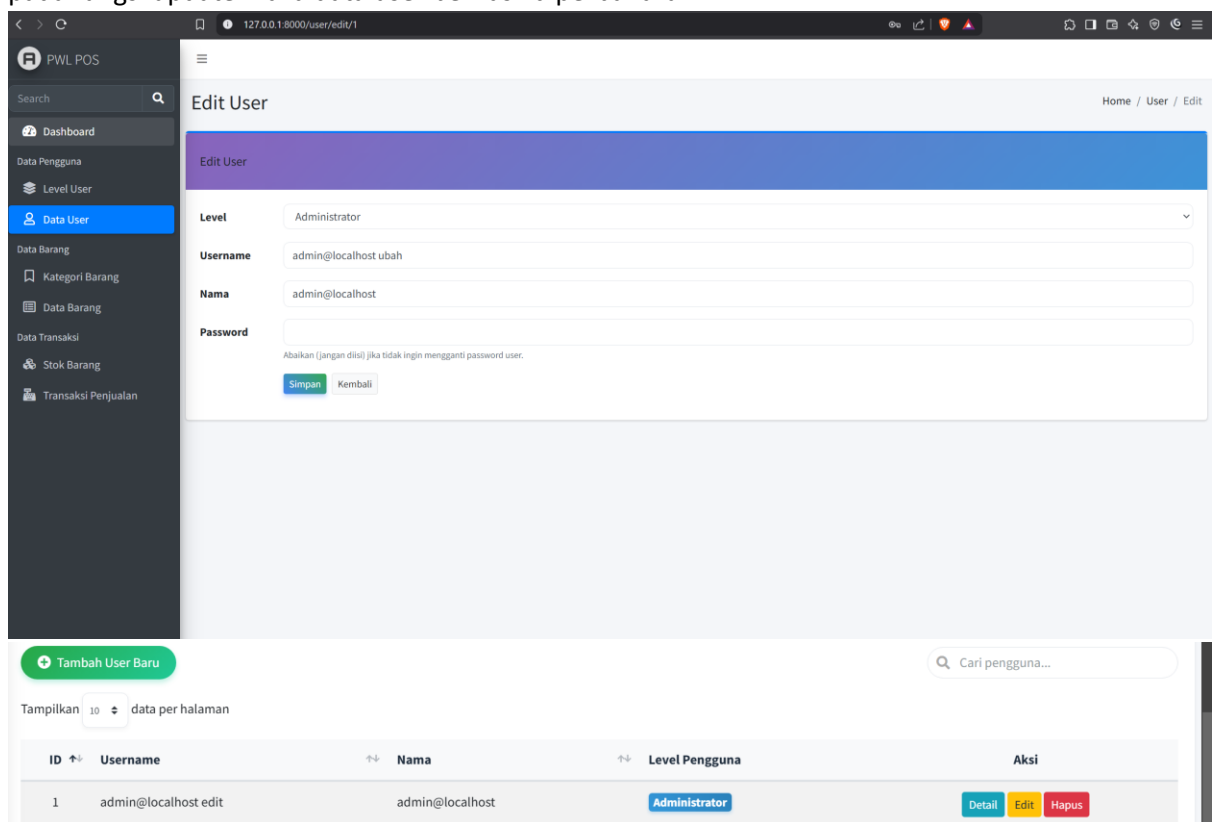 127.0.0.1:8000/user/edit/1
PWL POS
Search
Edit User
Home / User / Edit
Dashboard
Data Pengguna
Edit User
Level User
Data User
Level
Administrator
Data Barang
Username
admin@localhost ubah
Kategori Barang
Nama
admin@localhost
Data Barang
Data Transaksi
Password
Abaikan (jangan diisi) jika tidak ingin mengganti password user.
Stok Barang
Simpan
Kembali
Transaksi Penjualan
Tambah User Baru
Cari pengguna...
Tampilkan 10 data per halaman
ID Username Nama Level Pengguna Aksi
1 admin@localhost edit admin@localhost Administrator Detail Edit Hapus